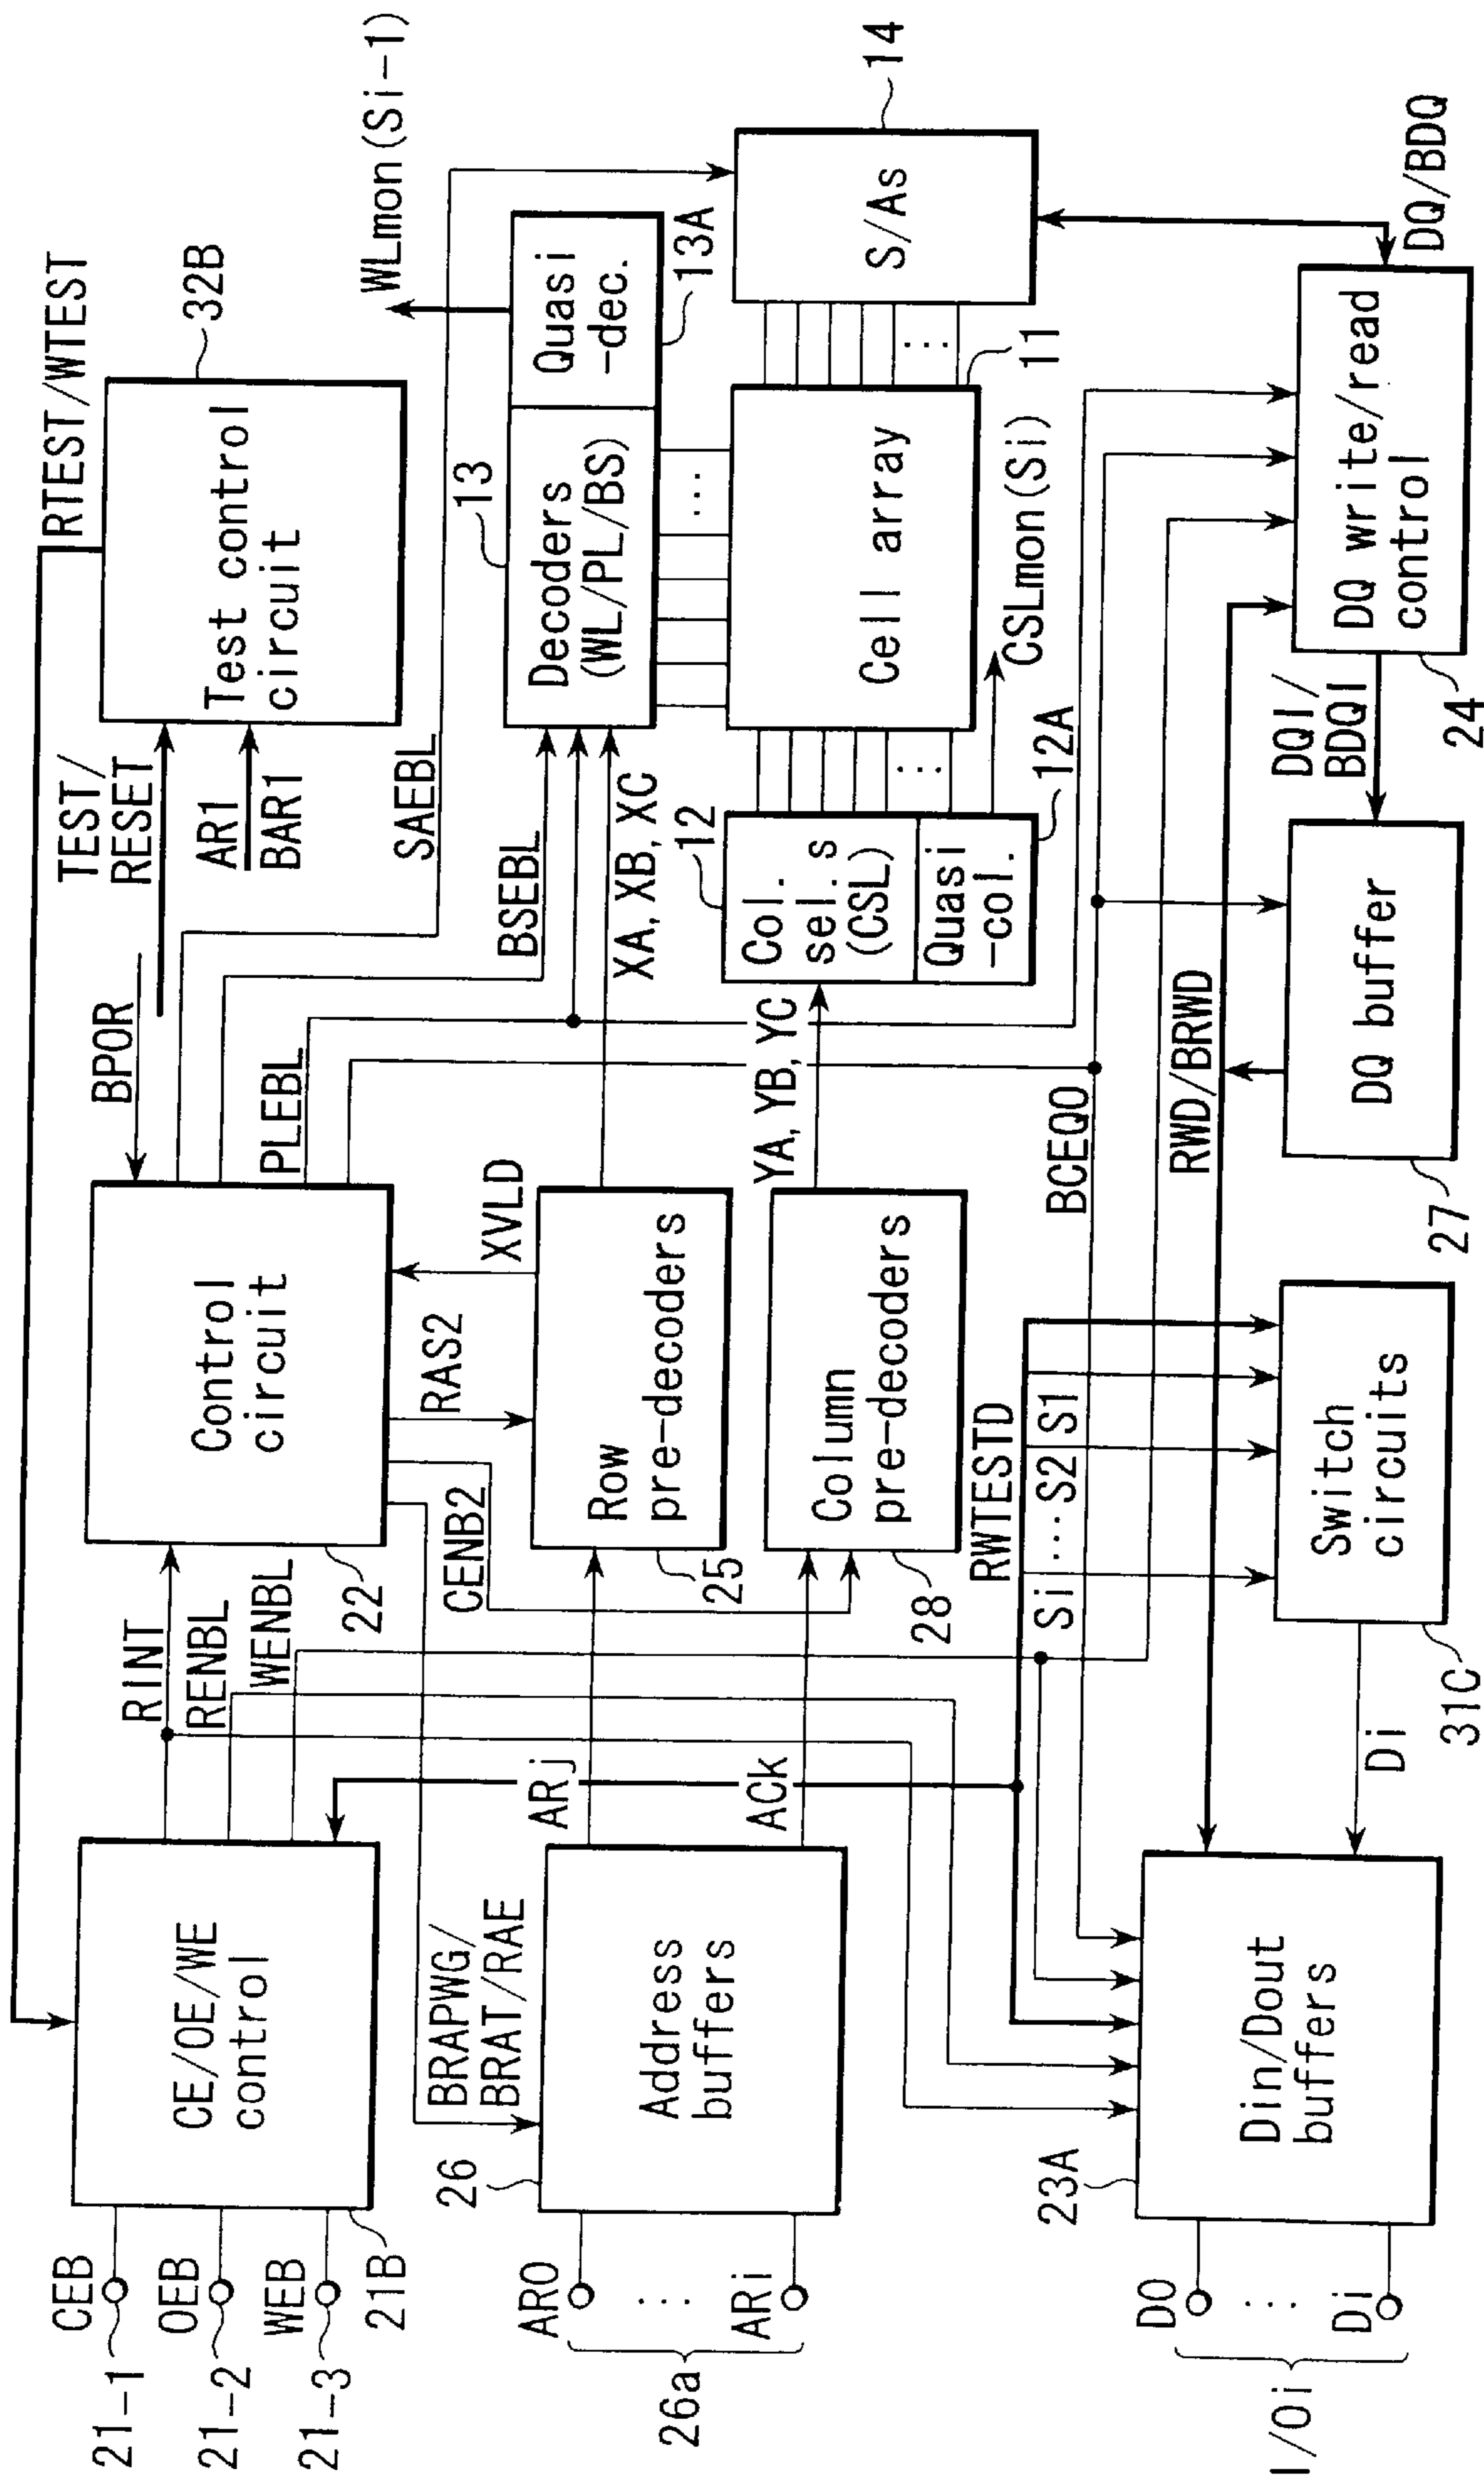 CEB
21-1
OEB
21-2
WEB
21-3
21B
CE/OE/WE
control
RTEST/WTEST
RINT
RENBL
WENBL
Control
circuit
22
BPOR
TEST/
RESET
AR1
BAR1
Test control
circuit
32B
SAEBL
BSEBL
PLEBL
WLmon(Si-1)
BRAPWG/
BRAT/RAE
CENB2
RAS2
XVLD
AR0
⋮
ARi
26a
26
Address
buffers
ARj
ACk
Row
pre-decoders
25
XA, XB, XC
Column
pre-decoders
28
YA, YB, YC
13
Decoders
(WL/PL/BS)
Quasi
-dec.
13A
12
Col.
sel.s
(CSL)
Quasi
-col.
12A
Cell array
11
CSLmon(Si)
S/As
14
RWTESTD
Si ... S2 S1
BCEQ0
RWD/BRWD
D0
⋮
Di
I/Oi
23A
Din/Dout
buffers
Di
Switch
circuits
31C
DQ buffer
27
DQI/
BDQI
DQ write/read
control
24
DQ/BDQ